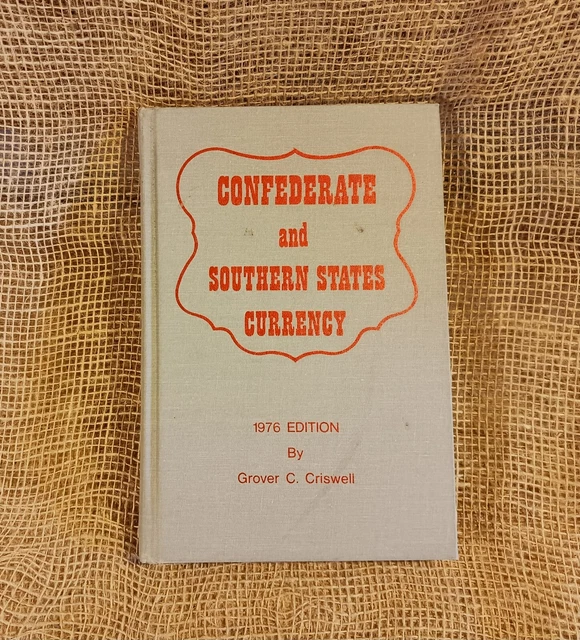 CONFEDERATE
and
SOUTHERN STATES
CURRENCY
1976 EDITION
By
Grover C. Criswell